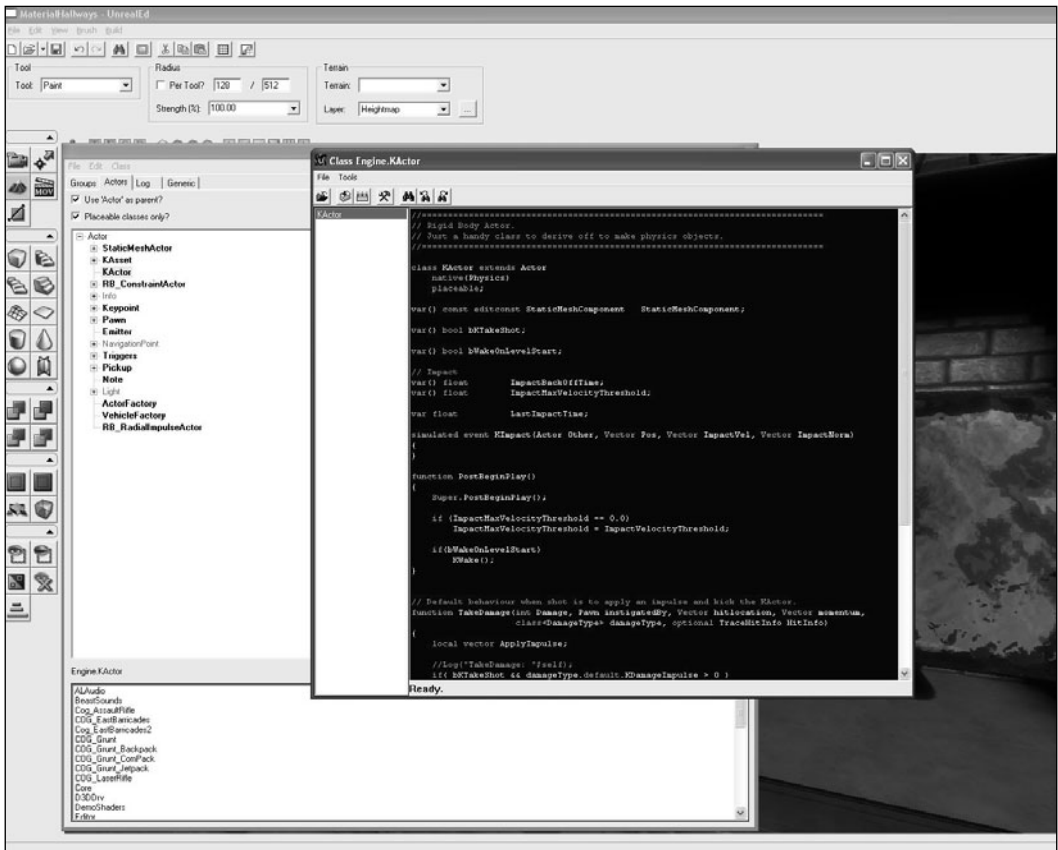 MaterialHallways - UnrealEd
File Edit View Brush Build
Tool
Tool: Paint
Radius
Per Tool? 128 / 512
Strength (%): 100.00
Terrain
Terrain:
Layer: Heightmap ...
MOV
File Edit Class
Groups Actors Log Generic
Use 'Actor' as parent?
Placeable classes only?
Actor
StaticMeshActor
KAsset
KActor
RB_ConstraintActor
Info
Keypoint
Pawn
Emitter
NavigationPoint
Triggers
Pickup
Note
Light
ActorFactory
VehicleFactory
RB_RadialImpulseActor
Engine.KActor
ALAudio
BeastSounds
Cog_AssaultRifle
COG_EastBarricades
Cog_EastBarricades2
COG_Grunt
COG_Grunt_Backpack
COG_Grunt_ComPack
COG_Grunt_Jetpack
COG_LaserRifle
Core
D3DDrv
DemoShaders
Editor
Class Engine.KActor
File Tools
KActor
//=============================================================================
// Rigid Body Actor.
// Just a handy class to derive off to make physics objects.
//=============================================================================
class KActor extends Actor
native(Physics)
placeable;
var() const editconst StaticMeshComponent StaticMeshComponent;
var() bool bKTakeShot;
var() bool bWakeOnLevelStart;
// Impact
var() float ImpactBackOffTime;
var() float ImpactMaxVelocityThreshold;
var float LastImpactTime;
simulated event KImpact(Actor Other, Vector Pos, Vector ImpactVel, Vector ImpactNorm)
{
}
function PostBeginPlay()
{
Super.PostBeginPlay();
if (ImpactMaxVelocityThreshold == 0.0)
ImpactMaxVelocityThreshold = ImpactVelocityThreshold;
if(bWakeOnLevelStart)
KWake();
}
// Default behaviour when shot is to apply an impulse and kick the KActor.
function TakeDamage(int Damage, Pawn instigatedBy, Vector hitlocation, Vector momentum,
class<DamageType> damageType, optional TraceHitInfo HitInfo)
{
local vector ApplyImpulse;
//Log("TakeDamage: "$self);
if( bKTakeShot && damageType.default.KDamageImpulse > 0 )
Ready.